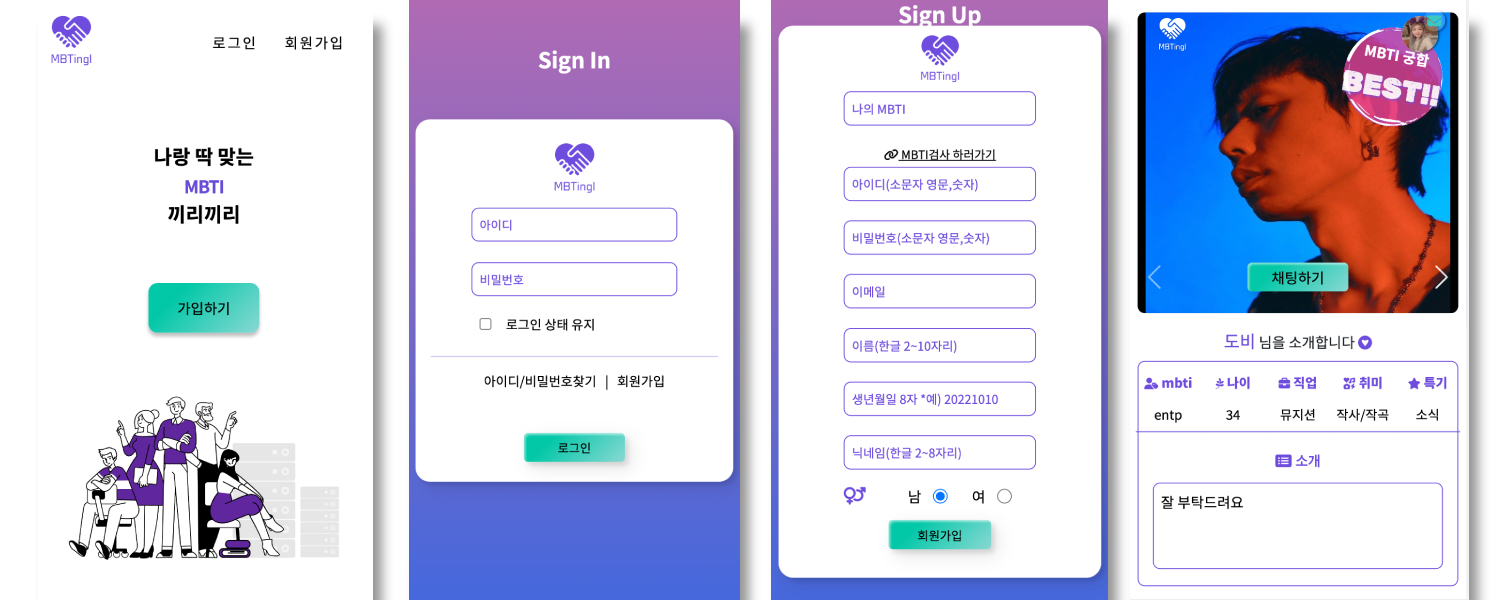 MBTingl
로그인 회원가입
나랑 딱 맞는
MBTI
끼리끼리
가입하기
Sign In
MBTingl
아이디
비밀번호
로그인 상태 유지
아이디/비밀번호찾기 | 회원가입
로그인
Sign Up
MBTingl
나의 MBTI
MBTI검사 하러가기
아이디(소문자 영문,숫자)
비밀번호(소문자 영문,숫자)
이메일
이름(한글 2~10자리)
생년월일 8자 *예) 20221010
닉네임(한글 2~8자리)
남 여
회원가입
MBTingl
MBTI 궁합
BEST!!
채팅하기
도비 님을 소개합니다
mbti 나이 직업 취미 특기
entp 34 뮤지션 작사/작곡 소식
소개
잘 부탁드려요